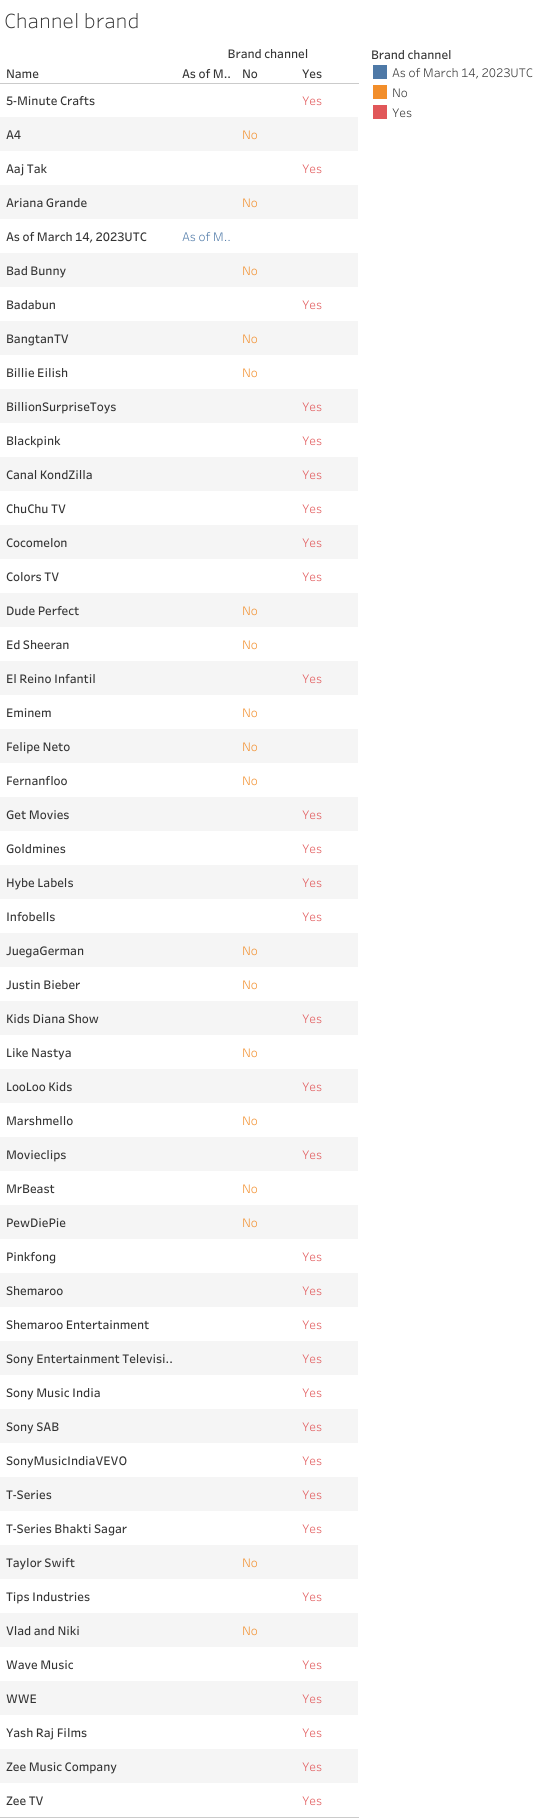 Channel brand
Brand channel
Name As of M.. No Yes
5-Minute Crafts Yes
A4 No
Aaj Tak Yes
Ariana Grande No
As of March 14, 2023UTC As of M..
Bad Bunny No
Badabun Yes
BangtanTV No
Billie Eilish No
BillionSurpriseToys Yes
Blackpink Yes
Canal KondZilla Yes
ChuChu TV Yes
Cocomelon Yes
Colors TV Yes
Dude Perfect No
Ed Sheeran No
El Reino Infantil Yes
Eminem No
Felipe Neto No
Fernanfloo No
Get Movies Yes
Goldmines Yes
Hybe Labels Yes
Infobells Yes
JuegaGerman No
Justin Bieber No
Kids Diana Show Yes
Like Nastya No
LooLoo Kids Yes
Marshmello No
Movieclips Yes
MrBeast No
PewDiePie No
Pinkfong Yes
Shemaroo Yes
Shemaroo Entertainment Yes
Sony Entertainment Televisi.. Yes
Sony Music India Yes
Sony SAB Yes
SonyMusicIndiaVEVO Yes
T-Series Yes
T-Series Bhakti Sagar Yes
Taylor Swift No
Tips Industries Yes
Vlad and Niki No
Wave Music Yes
WWE Yes
Yash Raj Films Yes
Zee Music Company Yes
Zee TV Yes
Brand channel
As of March 14, 2023UTC
No
Yes